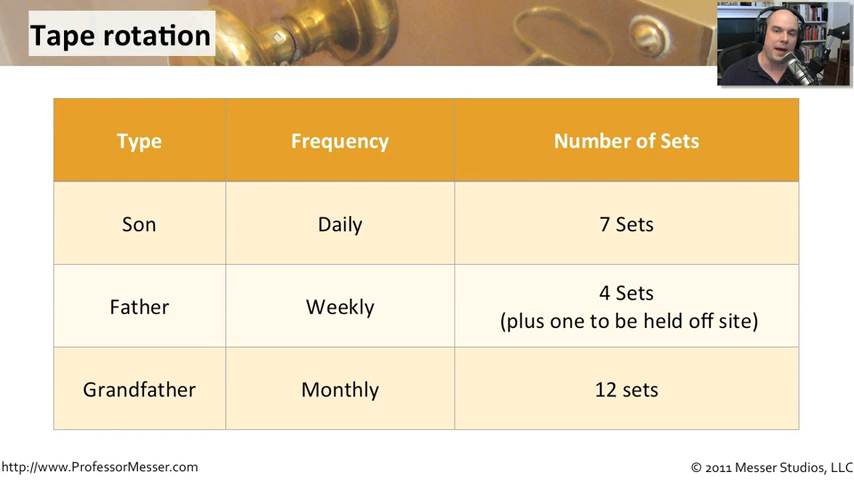 Tape rotation
Type Frequency Number of Sets
Son Daily 7 Sets
Father Weekly 4 Sets
(plus one to be held off site)
Grandfather Monthly 12 sets
http://www.ProfessorMesser.com © 2011 Messer Studios, LLC